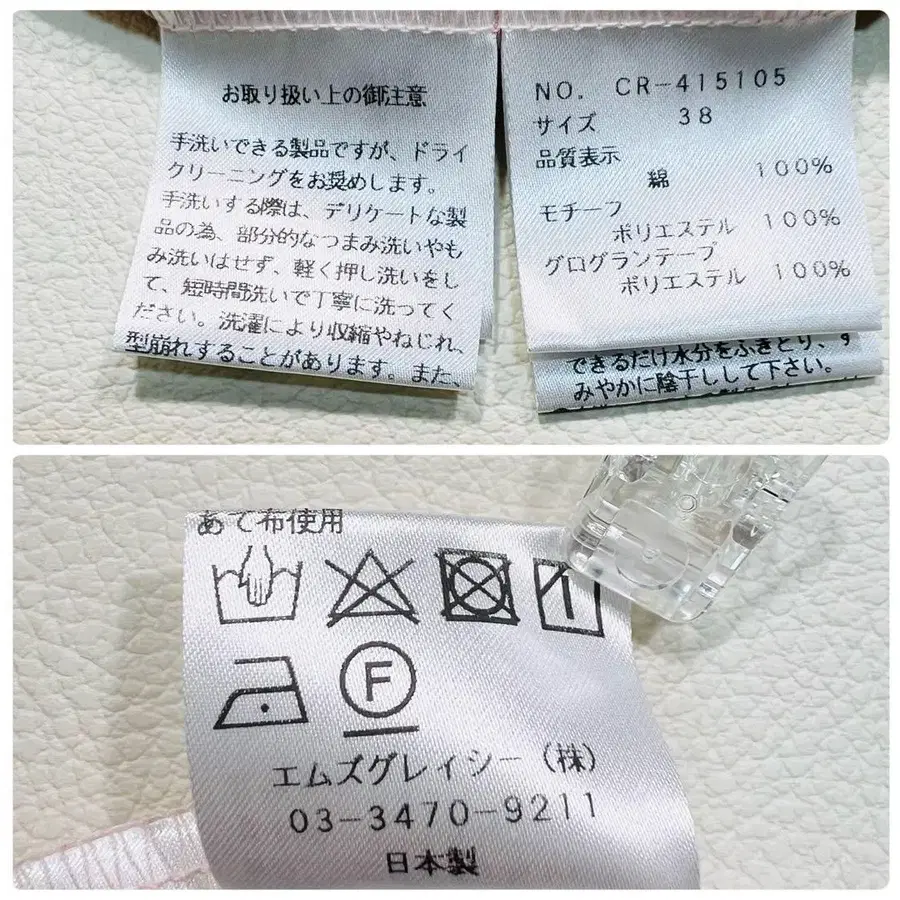 お取り扱い上の御注意
手洗いできる製品ですが、ドライ
クリーニングをお奨めします。
手洗いする際は、デリケートな製
品の為、部分的なつまみ洗いやも
み洗いはせず、軽く押し洗いをし
て、短時間洗いで丁寧に洗ってく
ださい。洗濯により収縮やねじれ、
型崩れすることがあります。また、
NO. CR-415105
サイズ 38
品質表示
綿 100%
モチーフ
ポリエステル 100%
グログランテープ
ポリエステル 100%
できるだけ水分をふきとり、す
みやかに陰干しして下さい。
あて布使用
F
エムズグレイシー(株)
03-3470-9211
日本製